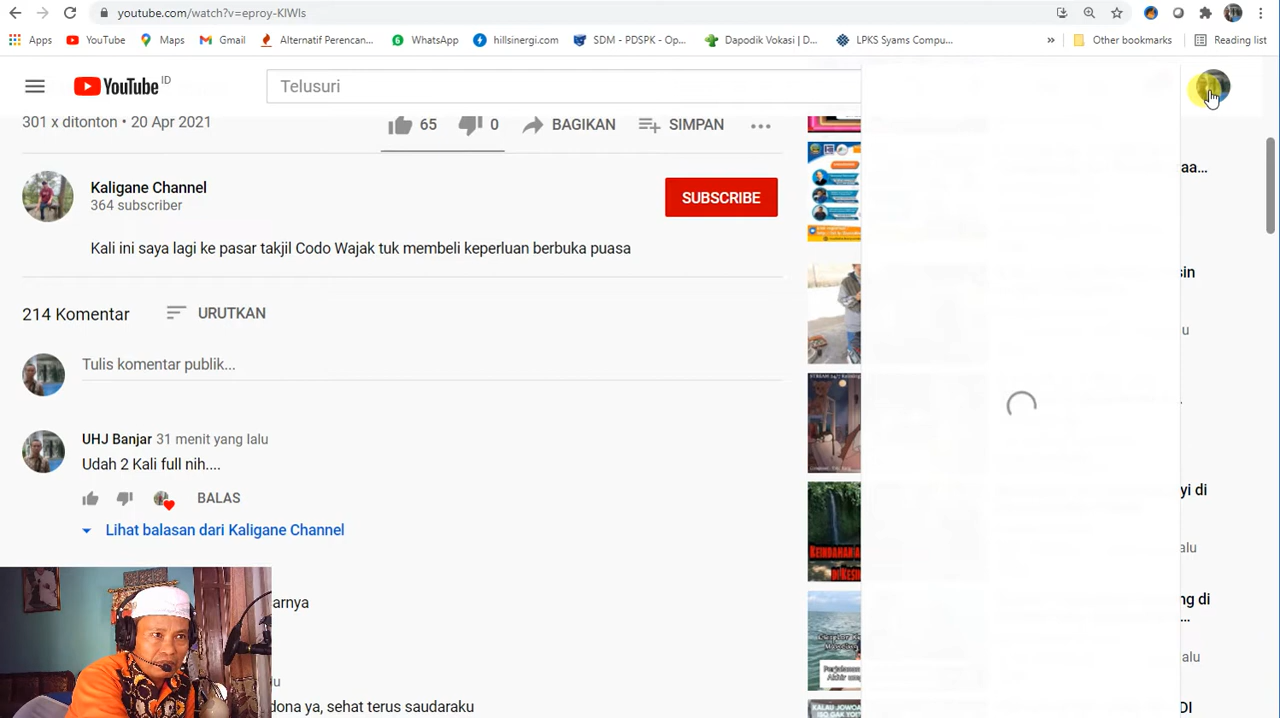 youtube.com/watch?v=eproy-KIWIs
Apps YouTube Maps Gmail Alternatif Perencan... WhatsApp hillsinergi.com SDM - PDSPK - Op... Dapodik Vokasi | D... LPKS Syams Compu... » Other bookmarks Reading list
YouTube ID Telusuri
301 x ditonton • 20 Apr 2021 65 0 BAGIKAN SIMPAN ...
Kaligane Channel
364 subscriber
SUBSCRIBE
Kami saya lagi ke pasar takjil Codo Wajak tuk membeli keperluan berbuka puasa
214 Komentar URUTKAN
Tulis komentar publik...
UHJ Banjar 31 menit yang lalu
Udah 2 Kali full nih....
BALAS
Lihat balasan dari Kaligane Channel
arnya
u
dona ya, sehat terus saudaraku
aa...
sin
u
yi di
alu
ng di
...
alu
DI
KEINDAHAN
DI KESU